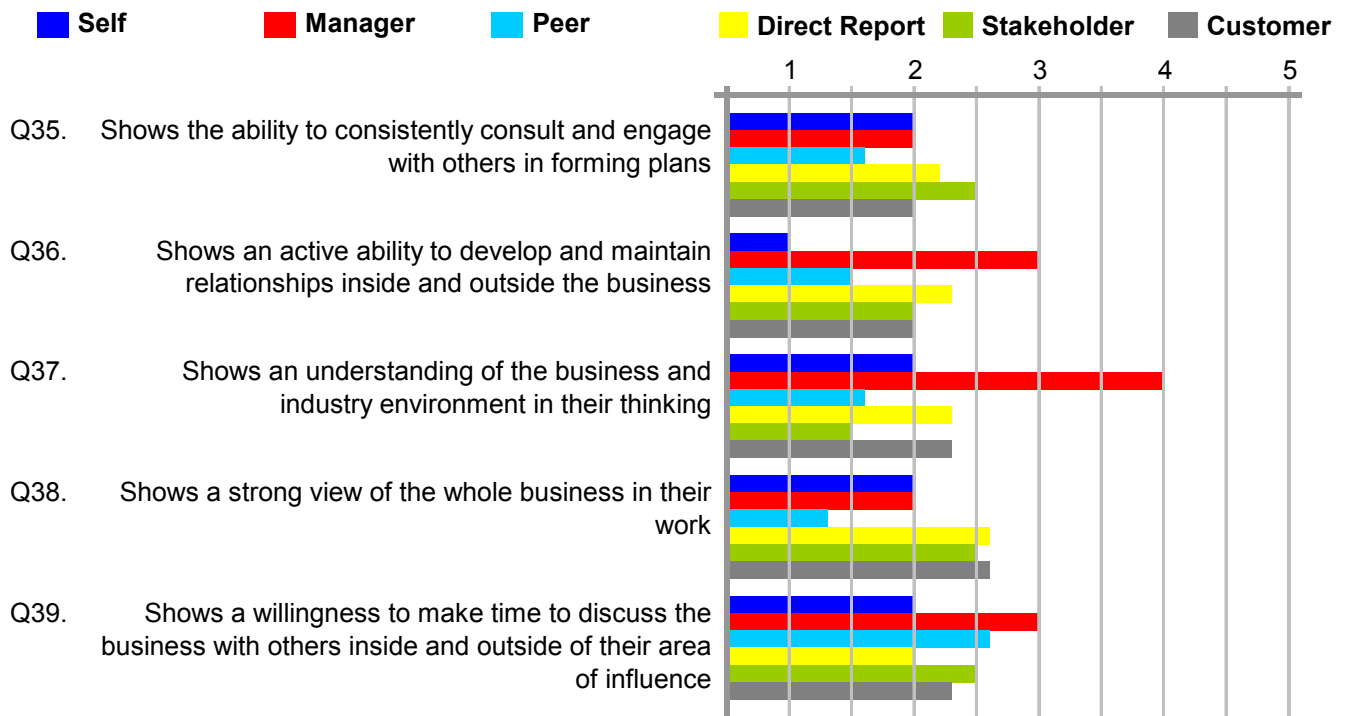 Self Manager Peer Direct Report Stakeholder Customer
1 2 3 4 5
Q35. Shows the ability to consistently consult and engage
with others in forming plans
Q36. Shows an active ability to develop and maintain
relationships inside and outside the business
Q37. Shows an understanding of the business and
industry environment in their thinking
Q38. Shows a strong view of the whole business in their
work
Q39. Shows a willingness to make time to discuss the
business with others inside and outside of their area
of influence